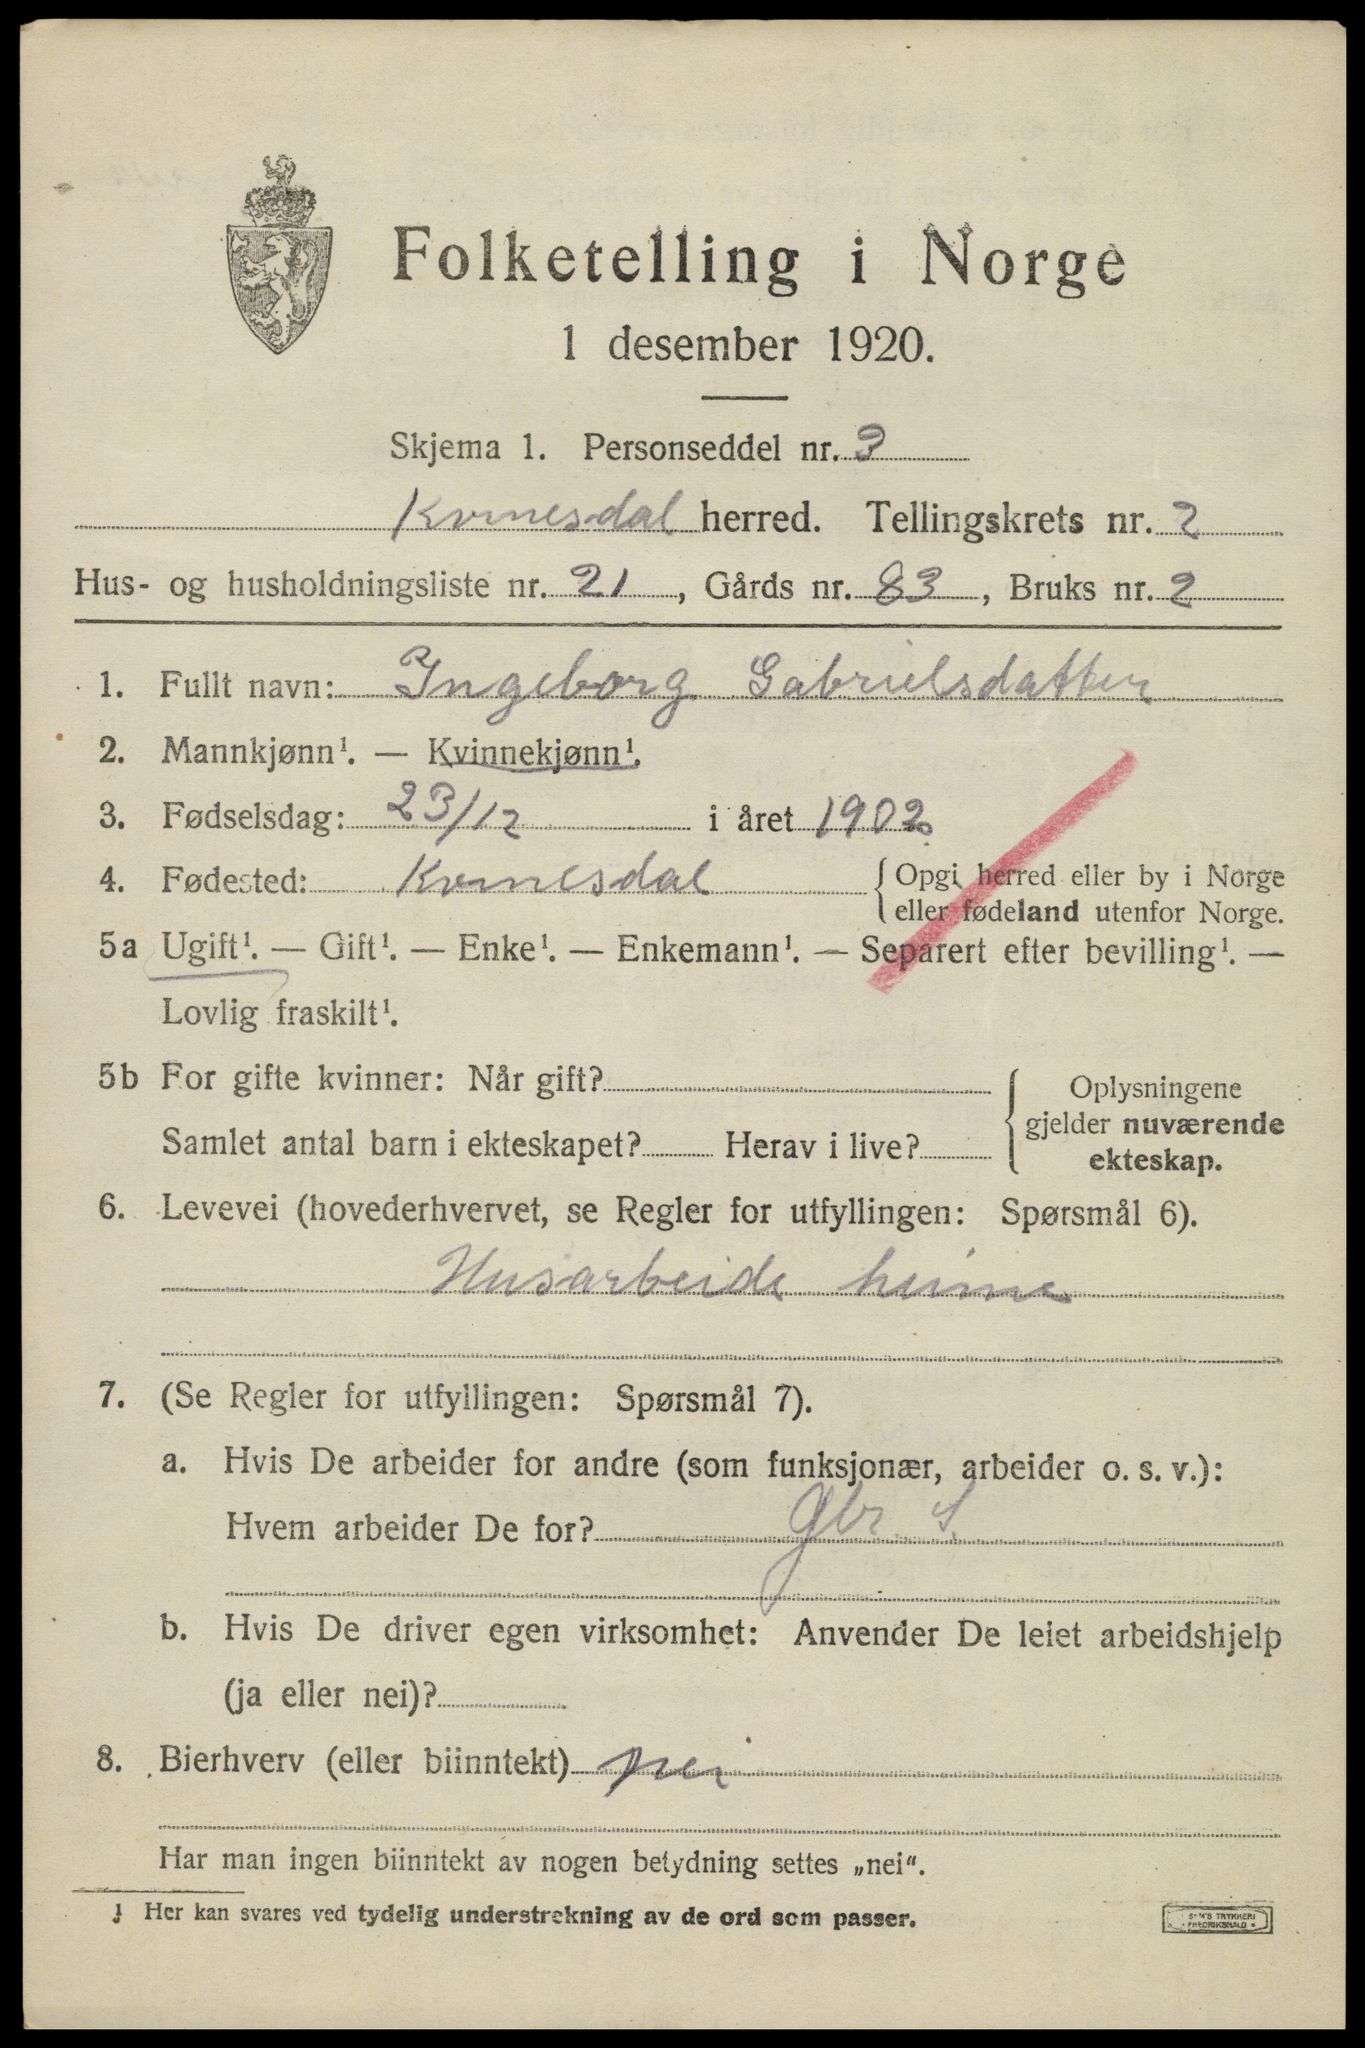 Folketelling i Norge
1 desember 1920.
Skjema 1. Personseddel nr. 3
Kvinesdal herred. Tellingskrets nr. 2
Hus- og husholdningsliste nr. 21, Gårds nr. 83, Bruks nr. 2
1. Fullt navn: Ingeborg Gabrielsdatter
2. Mannkjønn¹. — Kvinnekjønn¹.
3. Fødselsdag: 23/12 i året 1902
4. Fødested: Kvinesdal {Opgi herred eller by i Norge
eller fødeland utenfor Norge.
5a Ugift¹. — Gift¹. — Enke¹. — Enkemann¹. — Separert efter bevilling¹. —
Lovlig fraskilt¹.
5b For gifte kvinner: Når gift? Oplysningene
gjelder nuværende
Samlet antal barn i ekteskapet? Herav i live? ekteskap.
6. Levevei (hovederhvervet, se Regler for utfyllingen: Spørsmål 6).
Husarbeide heime
7. (Se Regler for utfyllingen: Spørsmål 7).
a. Hvis De arbeider for andre (som funksjonær, arbeider o. s. v.):
Hvem arbeider De for? Gbr. S.
b. Hvis De driver egen virksomhet: Anvender De leiet arbeidshjelp
(ja eller nei)?
8. Bierhverv (eller biinntekt) nei
Har man ingen biinntekt av nogen betydning settes „nei“.
1 Her kan svares ved tydelig understrekning av de ord som passer.
TRYKKERI
FREDRIKSHALD